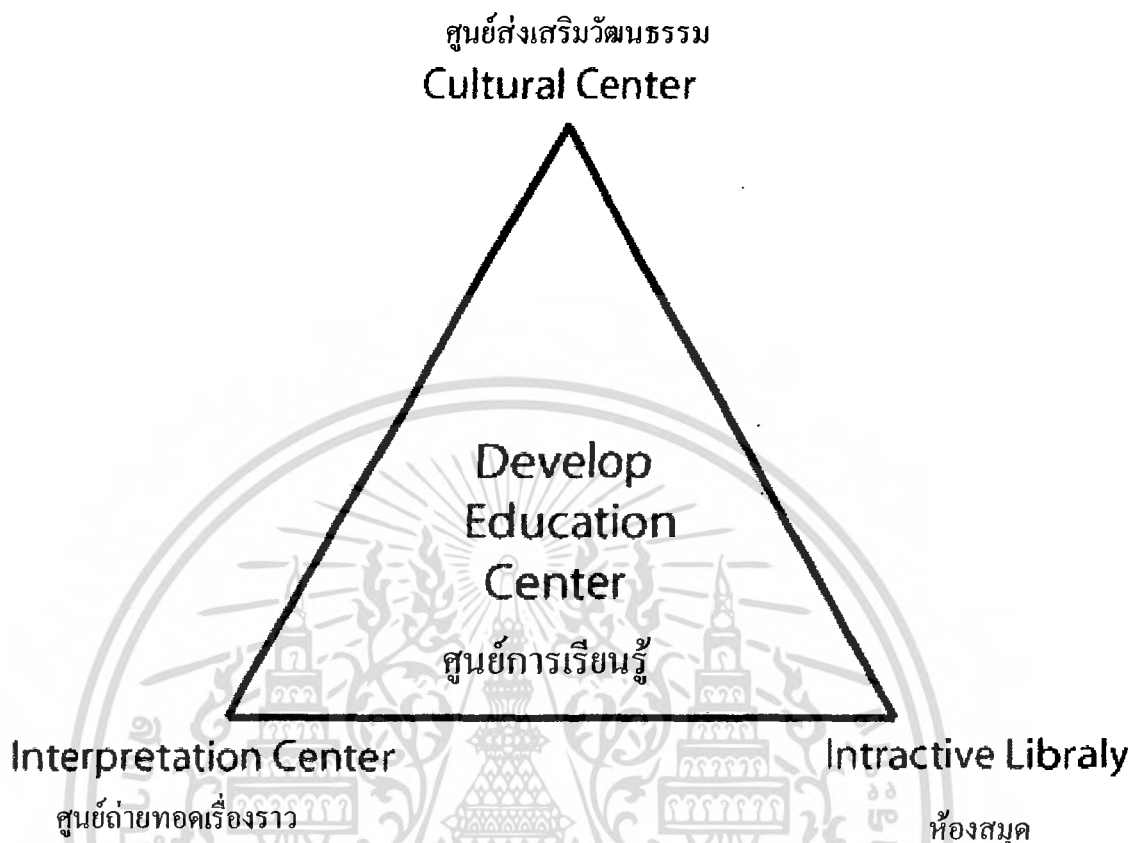 ศูนย์ส่งเสริมวัฒนธรรม
Cultural Center
Develop
Education
Center
ศูนย์การเรียนรู้
Interpretation Center
Intractive Libraly
ศูนย์ถ่ายทอดเรื่องราว
ห้องสมุด